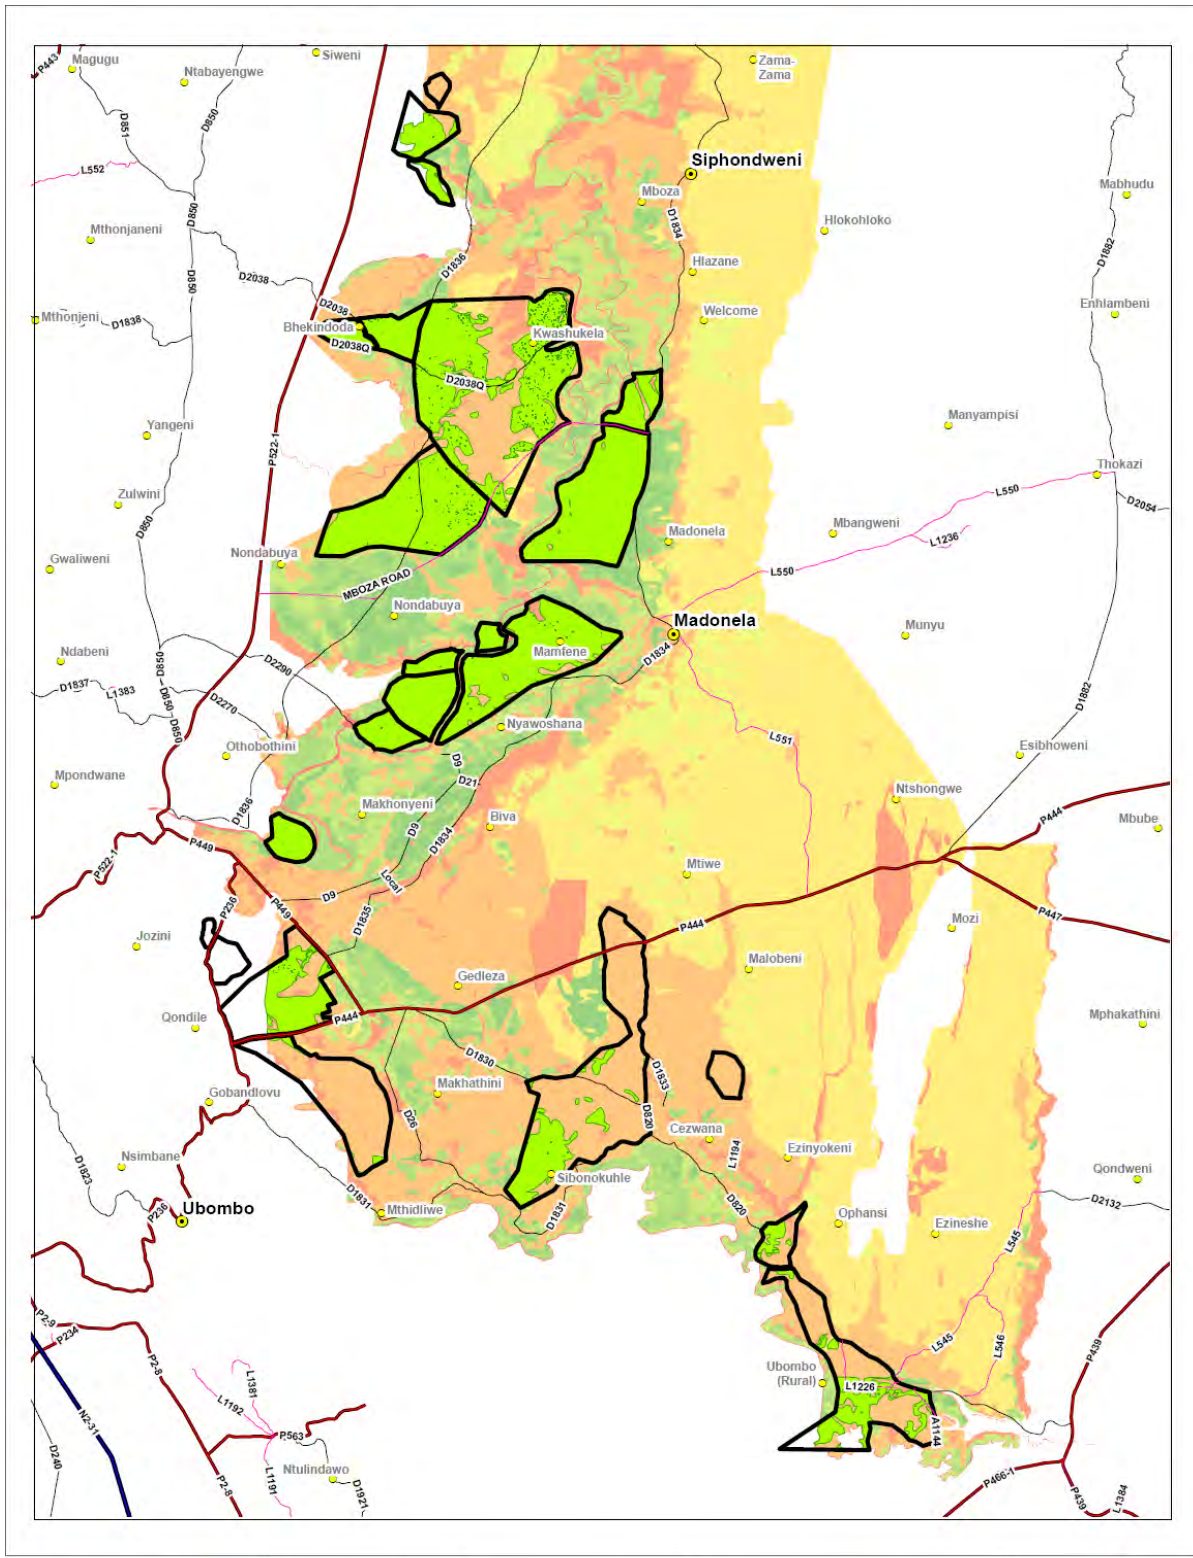 P443
Magugu
Siweni
Ntabayengwe
Zama-
Zama
D851
D850
L552
Siphondweni
Mboza
Mabhudu
D850
Mthonjaneni
D1834
Hlokohloko
D1882
D1836
Hlazane
D850
D2038
Enhlambeni
D2038
Mthonjeni
D1838
Bhekindoda
Welcome
Kwashukela
D2038Q
D2038Q
Manyampisi
Yangeni
P522-1
Thokazi
Zulwini
L550
D2054
D850
Mbangweni
Madonela
L1236
Gwaliweni
Nondabuya
L550
MBOZA ROAD
Nondabuya
Madonela
Munyu
Mamfene
Ndabeni
D850
D2290
D1834
D1837
L1383
D850
D2270
D850
D1882
Nyawoshana
L551
Othobothini
D9
Esibhoweni
Mpondwane
D21
Ntshongwe
D1836
Makhonyeni
D9
Biva
P444
Mbube
D1834
P449
P522-1
Mtiwe
Local
D9
P236
P449
D1835
P444
Mozi
P447
Jozini
Gedleza
Malobeni
P444
Qondile
Mphakathini
D1830
D1833
Makhathini
Gobandlovu
D26
D820
Cezwana
L1194
Ezinyokeni
Nsimbane
D1823
Sibonokuhle
Qondweni
D1831
D2132
P236
Ubombo
Mthidliwe
D1831
D820
Ophansi
Ezineshe
L545
P2-9
P234
L545
L546
P439
P2-8
Ubombo
(Rural)
L1226
L1381
L1192
N2-31
A1144
P563
D240
Ntulindawo
P2-8
L1191
D1921
P466-1
P439
L1384